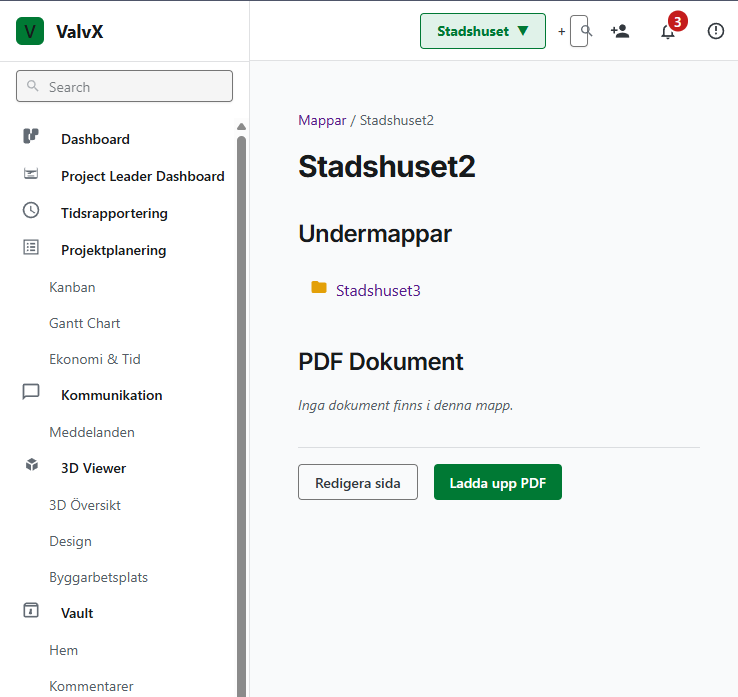 V ValvX
Stadshuset ▼ + 3
Search
Dashboard
Project Leader Dashboard
Tidsrapportering
Projektplanering
Kanban
Gantt Chart
Ekonomi & Tid
Kommunikation
Meddelanden
3D Viewer
3D Översikt
Design
Byggarbetsplats
Vault
Hem
Kommentarer
Mappar / Stadshuset2
Stadshuset2
Undermappar
Stadshuset3
PDF Dokument
Inga dokument finns i denna mapp.
Redigera sida Ladda upp PDF